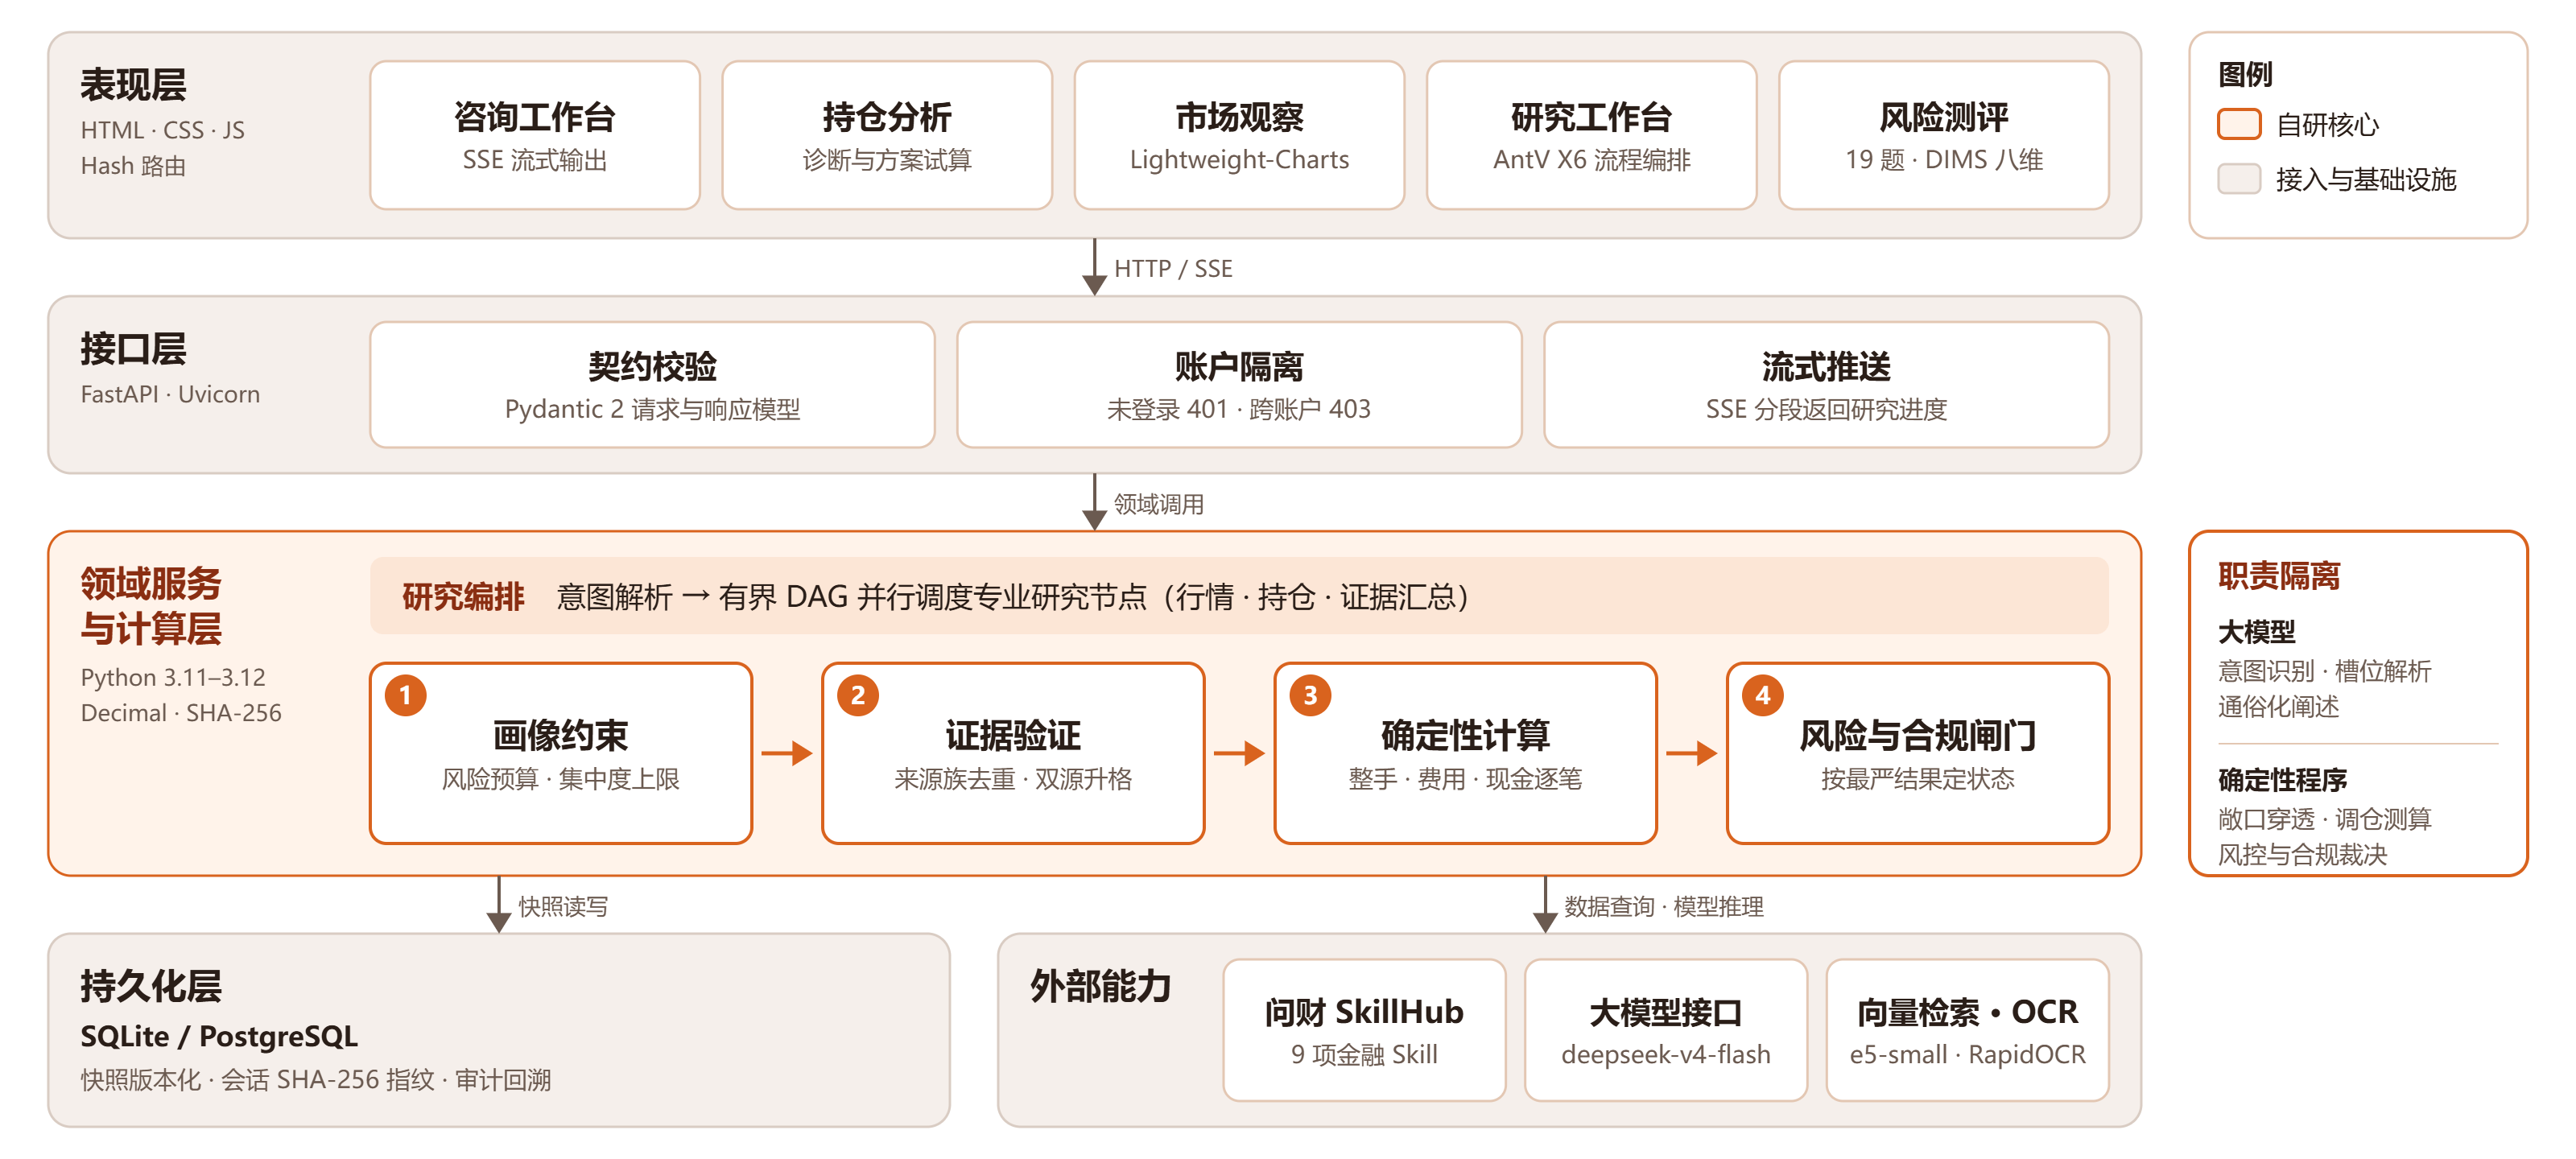 表现层
HTML · CSS · JS
Hash 路由
咨询工作台
SSE 流式输出
持仓分析
诊断与方案试算
市场观察
Lightweight-Charts
研究工作台
AntV X6 流程编排
风险测评
19 题 · DIMS 八维
图例
自研核心
接入与基础设施
HTTP / SSE
接口层
FastAPI · Uvicorn
契约校验
Pydantic 2 请求与响应模型
账户隔离
未登录 401 · 跨账户 403
流式推送
SSE 分段返回研究进度
领域调用
领域服务
与计算层
Python 3.11–3.12
Decimal · SHA-256
研究编排 意图解析 → 有界 DAG 并行调度专业研究节点（行情 · 持仓 · 证据汇总）
1
画像约束
风险预算 · 集中度上限
2
证据验证
来源族去重 · 双源升格
3
确定性计算
整手 · 费用 · 现金逐笔
4
风险与合规闸门
按最严结果定状态
职责隔离
大模型
意图识别 · 槽位解析
通俗化阐述
确定性程序
敞口穿透 · 调仓测算
风控与合规裁决
快照读写
数据查询 · 模型推理
持久化层
SQLite / PostgreSQL
快照版本化 · 会话 SHA-256 指纹 · 审计回溯
外部能力
问财 SkillHub
9 项金融 Skill
大模型接口
deepseek-v4-flash
向量检索 • OCR
e5-small · RapidOCR